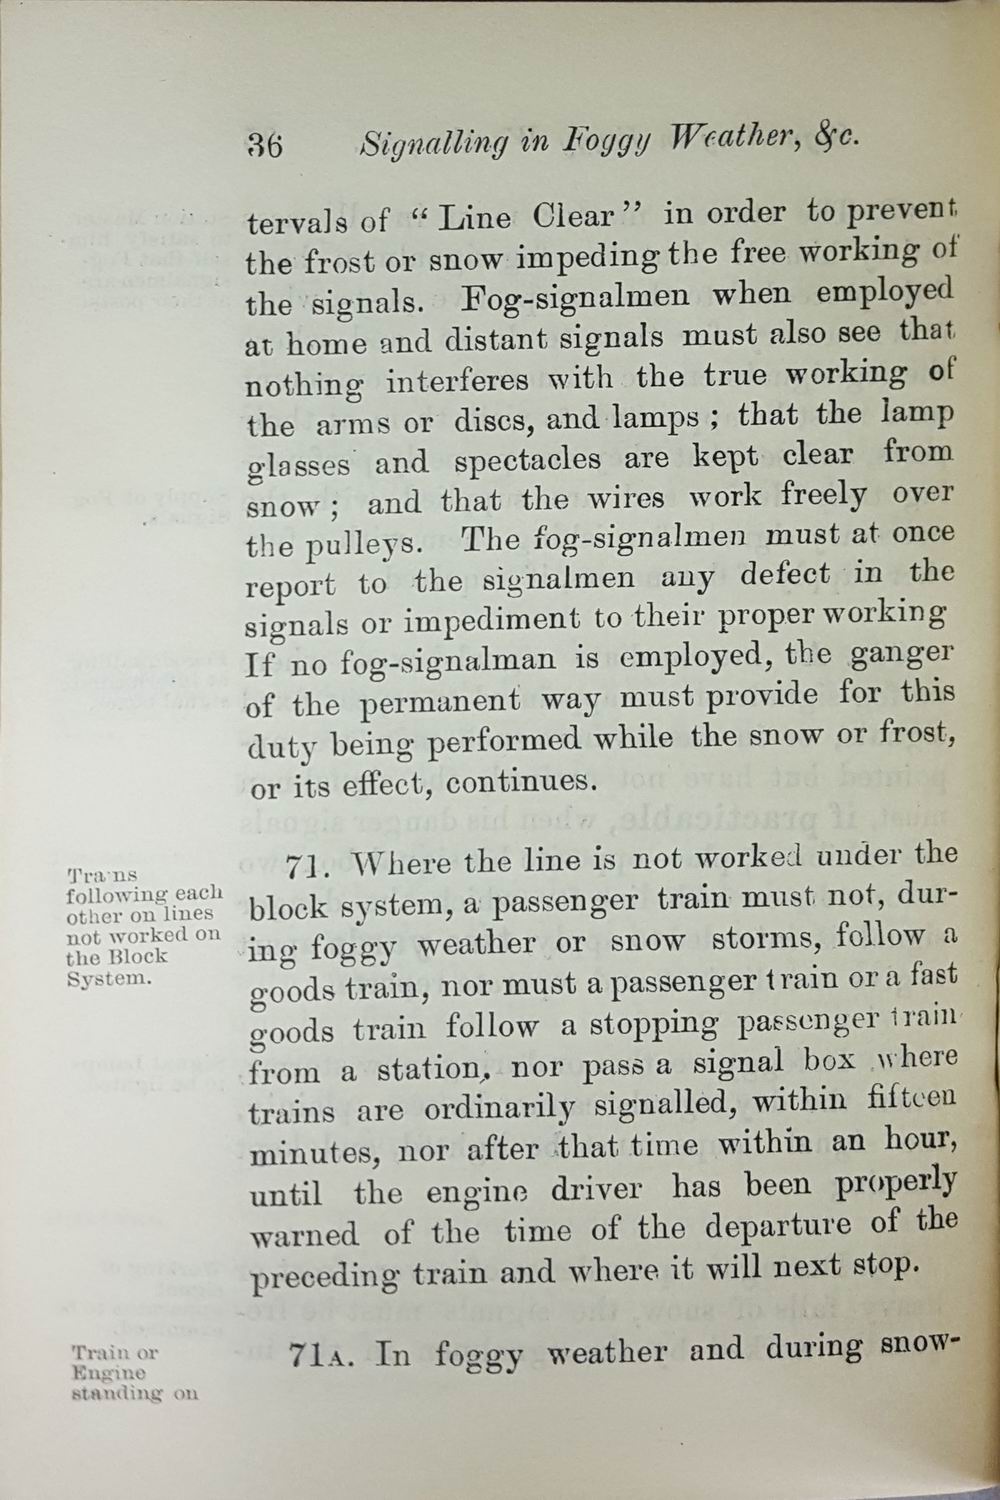 36 Signalling in Foggy Weather, &c.
tervals of “ Line Clear ” in order to prevent
the frost or snow impeding the free working of
the signals. Fog-signalmen when employed
at home and distant signals must also see that
nothing interferes with the true working of
the arms or discs, and lamps ; that the lamp
glasses and spectacles are kept clear from
snow ; and that the wires work freely over
the pulleys. The fog-signalmen must at once
report to the signalmen any defect in the
signals or impediment to their proper working
If no fog-signalman is employed, the ganger
of the permanent way must provide for this
duty being performed while the snow or frost,
or its effect, continues.
Trains
following each
other on lines
not worked on
the Block
System.
71. Where the line is not worked under the
block system, a passenger train must not, dur-
ing foggy weather or snow storms, follow a
goods train, nor must a passenger train or a fast
goods train follow a stopping passenger train
from a station, nor pass a signal box where
trains are ordinarily signalled, within fifteen
minutes, nor after that time within an hour,
until the engine driver has been properly
warned of the time of the departure of the
preceding train and where it will next stop.
Train or
Engine
standing on
71A. In foggy weather and during snow-